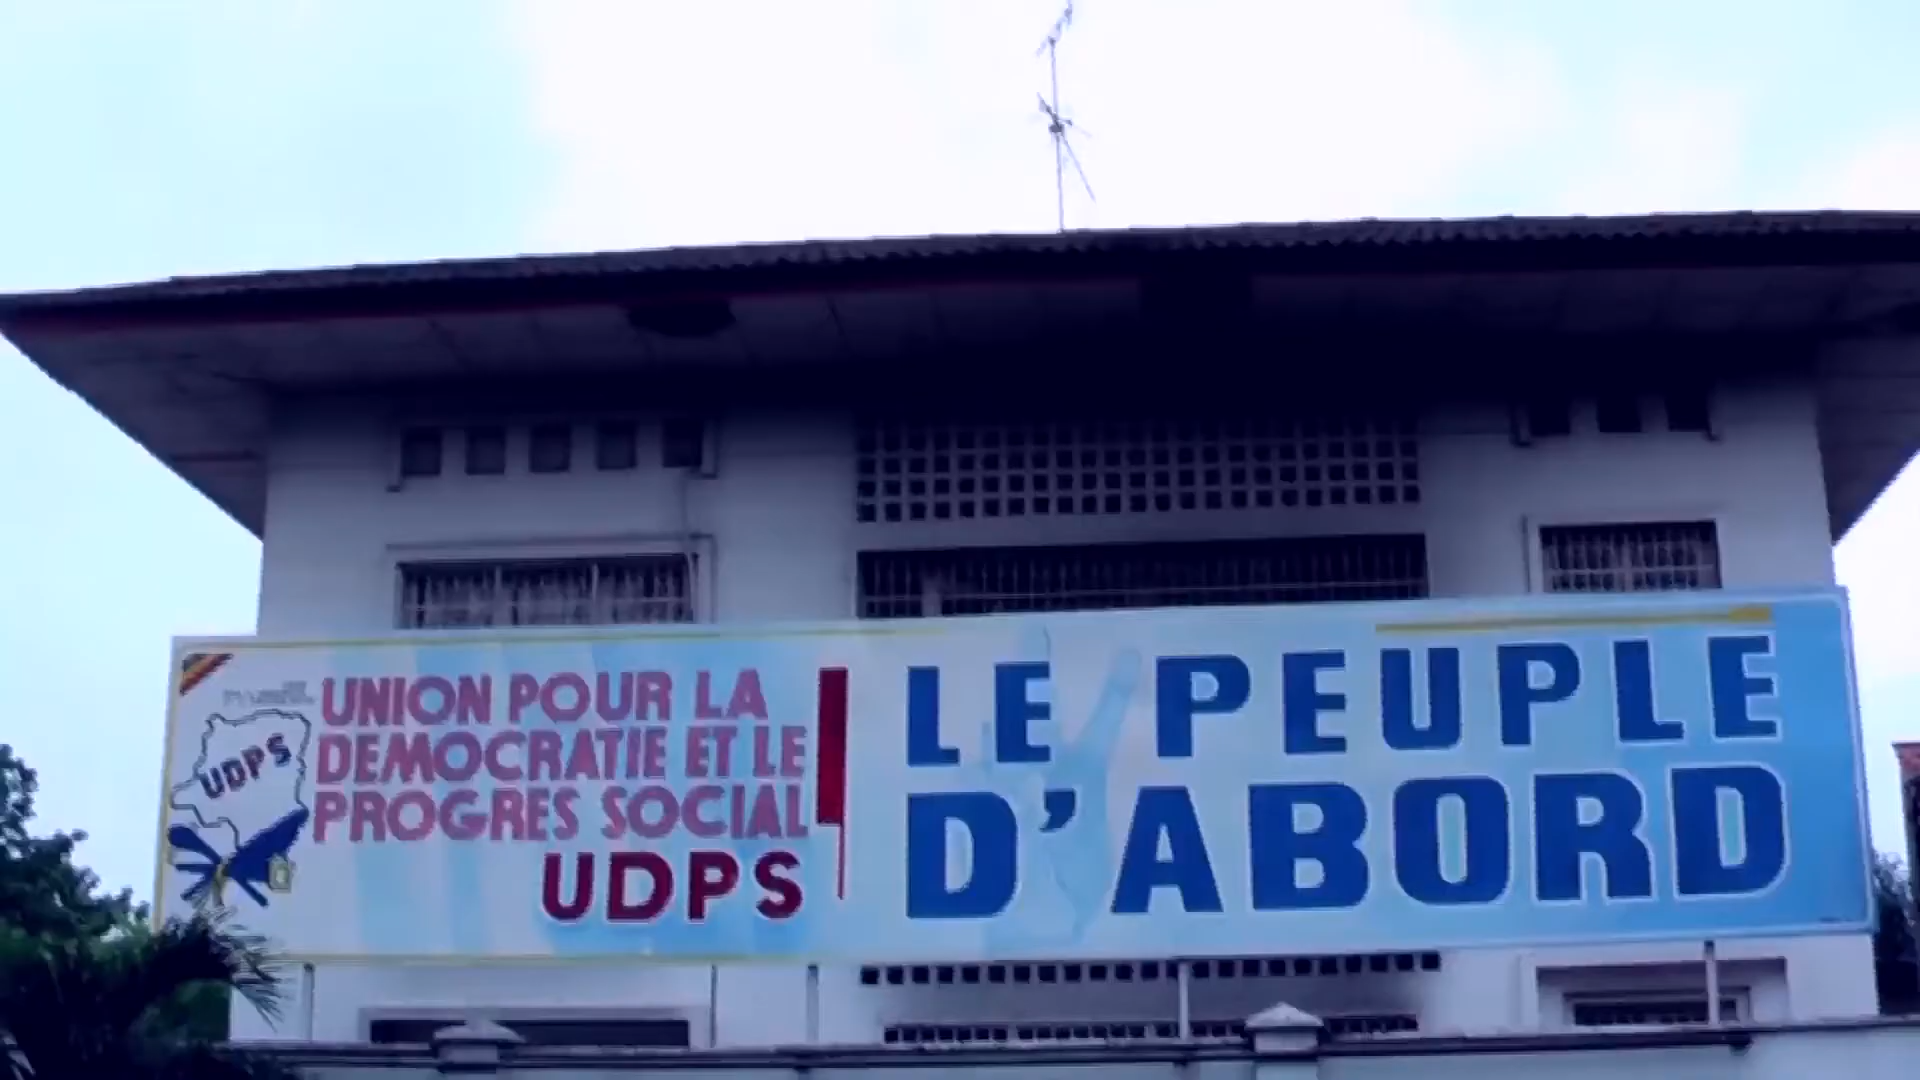 UNION POUR LA
DEMOCRATIE ET LE
PROGRES SOCIAL
UDPS
UDPS
LE PEUPLE
D'ABORD